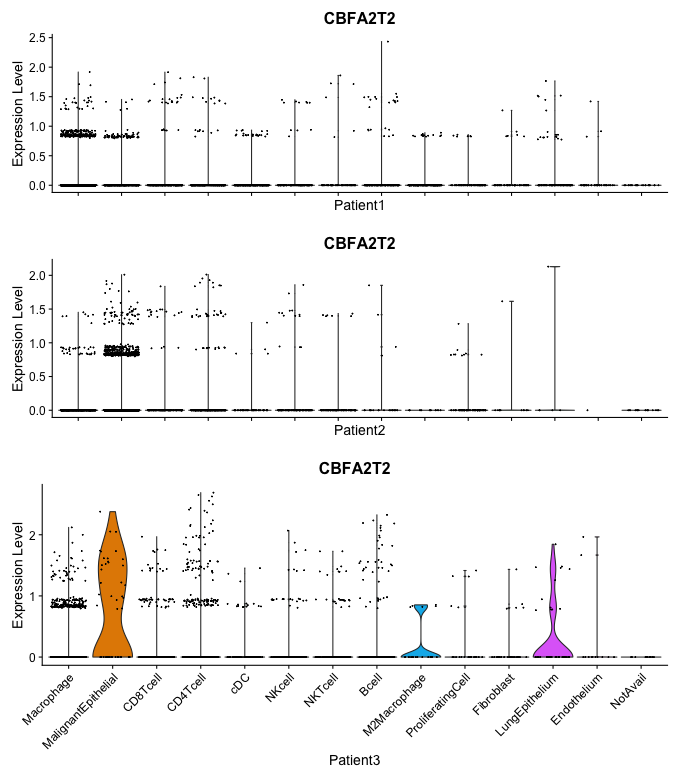 CBFA2T2
Expression Level
2.5
2.0
1.5
1.0
0.5
0.0
Patient1
CBFA2T2
Expression Level
2.0
1.5
1.0
0.5
0.0
Patient2
CBFA2T2
Expression Level
2
1
0
Macrophage
MalignantEpithelial
CD8Tcell
CD4Tcell
cDC
NKcell
NKTcell
Bcell
M2Macrophage
ProliferatingCell
Fibroblast
LungEpithelium
Endothelium
NotAvail
Patient3